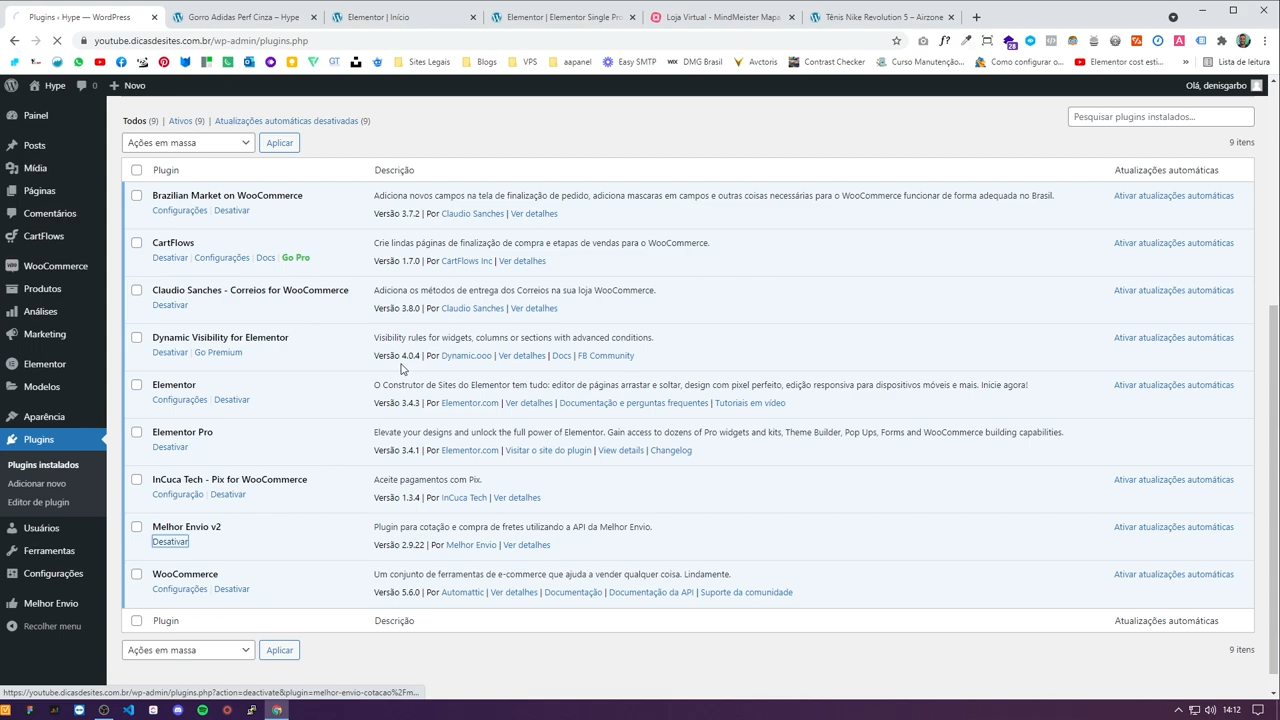 Plugins ‹ Hype — WordPress
Gorro Adidas Perf Cinza – Hype
Elementor | Início
Elementor | Elementor Single Pro
Loja Virtual - MindMeister Mapa
Tênis Nike Revolution 5 – Airzone
youtube.dicasdesites.com.br/wp-admin/plugins.php
28
Sites Legais
Blogs
VPS
aapanel
Easy SMTP
DMG Brasil
Avctoris
Contrast Checker
Curso Manutenção...
Como configurar o...
Elementor cost esti...
Lista de leitura
Hype
0
Novo
Olá, denisgarbo
Painel
Posts
Mídia
Páginas
Comentários
CartFlows
WooCommerce
Produtos
Análises
Marketing
Elementor
Modelos
Aparência
Plugins
Plugins instalados
Adicionar novo
Editor de plugin
Usuários
Ferramentas
Configurações
Melhor Envio
Recolher menu
Todos (9) | Ativos (9) | Atualizações automáticas desativadas (9)
Pesquisar plugins instalados...
Ações em massa
Aplicar
9 itens
Plugin
Descrição
Atualizações automáticas
Brazilian Market on WooCommerce
Configurações | Desativar
Adiciona novos campos na tela de finalização de pedido, adiciona mascaras em campos e outras coisas necessárias para o WooCommerce funcionar de forma adequada no Brasil.
Versão 3.7.2 | Por Claudio Sanches | Ver detalhes
Ativar atualizações automáticas
CartFlows
Desativar | Configurações | Docs | Go Pro
Crie lindas páginas de finalização de compra e etapas de vendas para o WooCommerce.
Versão 1.7.0 | Por CartFlows Inc | Ver detalhes
Ativar atualizações automáticas
Claudio Sanches - Correios for WooCommerce
Desativar
Adiciona os métodos de entrega dos Correios na sua loja WooCommerce.
Versão 3.8.0 | Por Claudio Sanches | Ver detalhes
Ativar atualizações automáticas
Dynamic Visibility for Elementor
Desativar | Go Premium
Visibility rules for widgets, columns or sections with advanced conditions.
Versão 4.0.4 | Por Dynamic.ooo | Ver detalhes | Docs | FB Community
Ativar atualizações automáticas
Elementor
Configurações | Desativar
O Construtor de Sites do Elementor tem tudo: editor de páginas arrastar e soltar, design com pixel perfeito, edição responsiva para dispositivos móveis e mais. Inicie agora!
Versão 3.4.3 | Por Elementor.com | Ver detalhes | Documentação e perguntas frequentes | Tutoriais em vídeo
Ativar atualizações automáticas
Elementor Pro
Desativar
Elevate your designs and unlock the full power of Elementor. Gain access to dozens of Pro widgets and kits, Theme Builder, Pop Ups, Forms and WooCommerce building capabilities.
Versão 3.4.1 | Por Elementor.com | Visitar o site do plugin | View details | Changelog
Ativar atualizações automáticas
InCuca Tech - Pix for WooCommerce
Configuração | Desativar
Aceite pagamentos com Pix.
Versão 1.3.4 | Por InCuca Tech | Ver detalhes
Ativar atualizações automáticas
Melhor Envio v2
Desativar
Plugin para cotação e compra de fretes utilizando a API da Melhor Envio.
Versão 2.9.22 | Por Melhor Envio | Ver detalhes
Ativar atualizações automáticas
WooCommerce
Configurações | Desativar
Um conjunto de ferramentas de e-commerce que ajuda a vender qualquer coisa. Lindamente.
Versão 5.6.0 | Por Automattic | Ver detalhes | Documentação | Documentação da API | Suporte da comunidade
Ativar atualizações automáticas
Plugin
Descrição
Atualizações automáticas
Ações em massa
Aplicar
9 itens
https://youtube.dicasdesites.com.br/wp-admin/plugins.php?action=deactivate&plugin=melhor-envio-cotacao%2Fm...
14:12